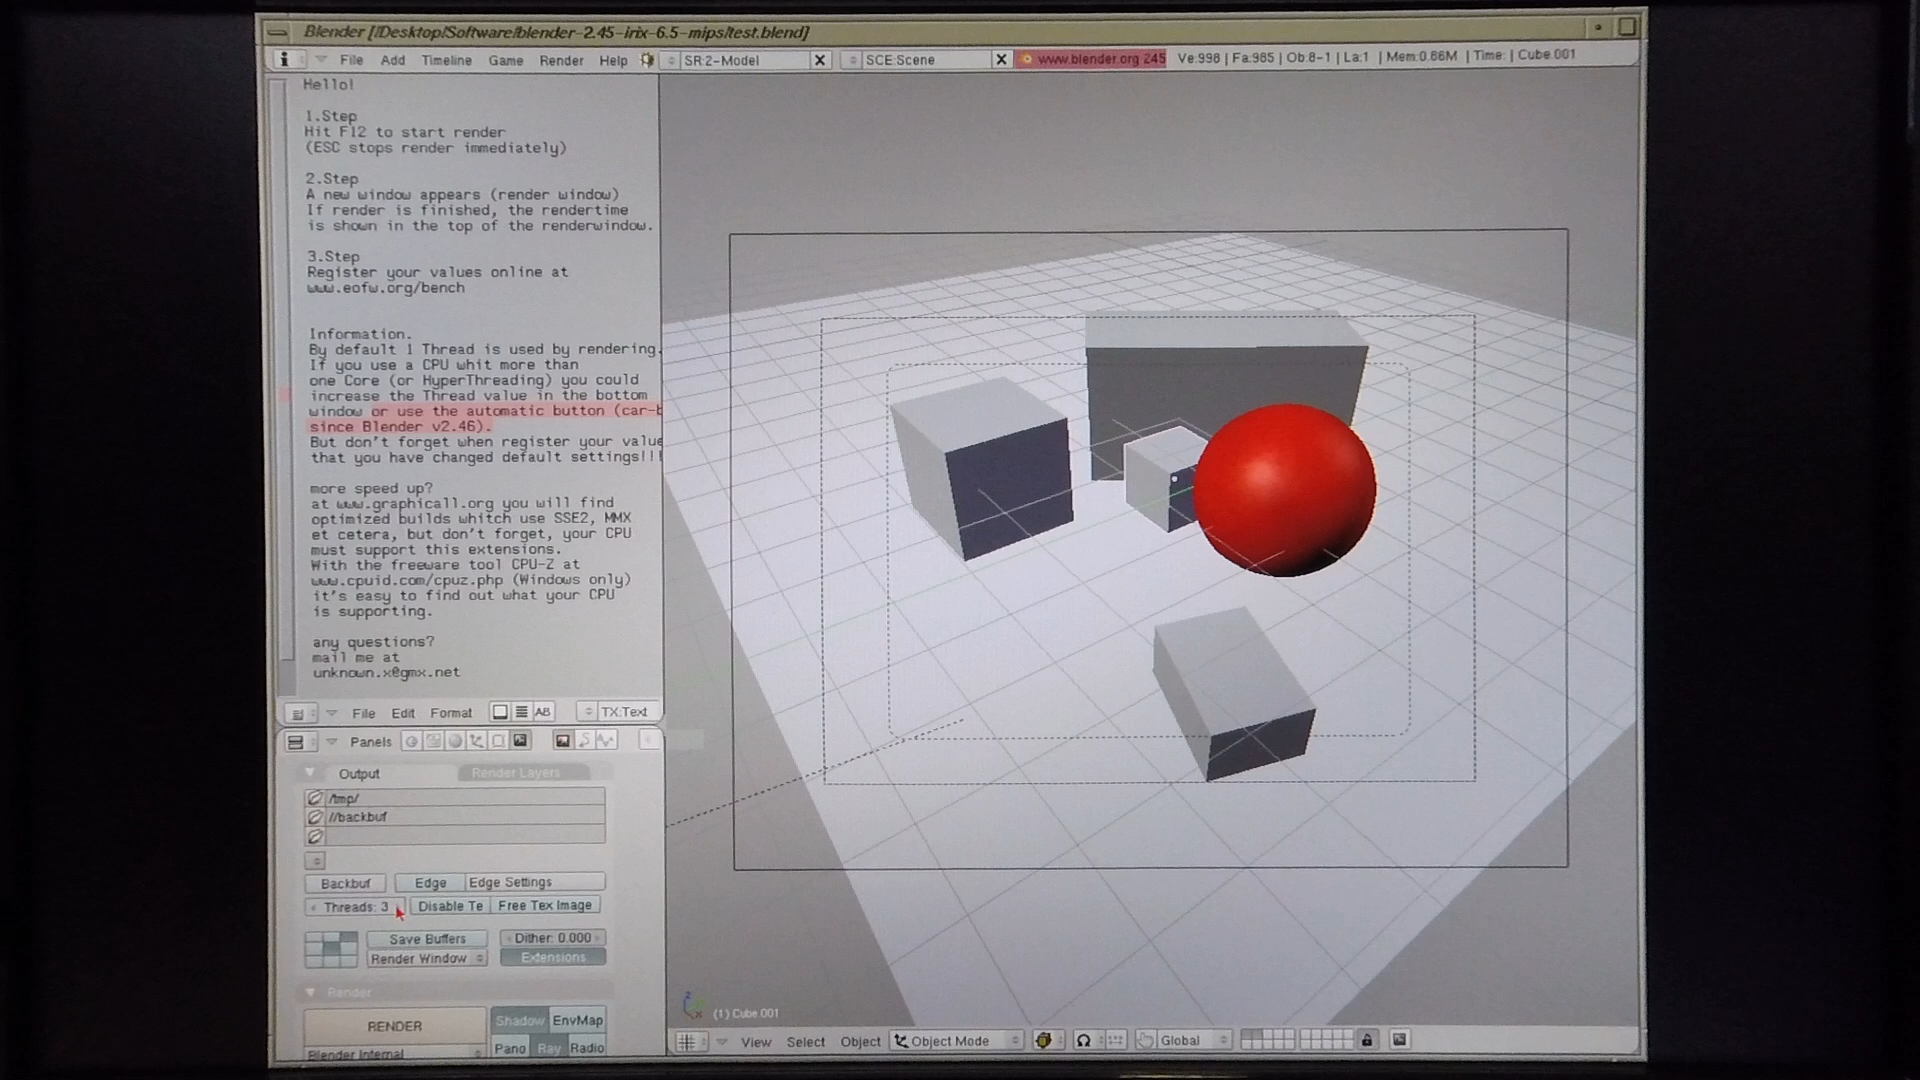 Blender [/Desktop/Software/blender-2.45-irix-6.5-mips/test.blend]
File Add Timeline Game Render Help SR:2-Model SCE:Scene www.blender.org 245 Ve:998 | Fa:985 | Ob:8-1 | La:1 | Mem:0.66M | Time: | Cube.001
Hello!
1.Step
Hit F12 to start render
(ESC stops render immediately)
2.Step
A new window appears (render window)
If render is finished, the rendertime
is shown in the top of the renderwindow.
3.Step
Register your values online at
www.eofw.org/bench
Information.
By default 1 Thread is used by rendering.
If you use a CPU whit more than
one Core (or HyperThreading) you could
increase the Thread value in the bottom
window or use the automatic button (car-b
since Blender v2.46).
But don't forget when register your value
that you have changed default settings!!!
more speed up?
at www.graphicall.org you will find
optimized builds whitch use SSE2, MMX
et cetera, but don't forget, your CPU
must support this extensions.
With the freeware tool CPU-Z at
www.cpuid.com/cpuz.php (Windows only)
it's easy to find out what your CPU
is supporting.
any questions?
mail me at
unknown.x@gmx.net
File Edit Format AB TX:Text
Panels
Output Render Layers
/tmp/
//backbuf
Backbuf Edge Edge Settings
Threads: 3 Disable Te Free Tex Image
Save Buffers Dither: 0.000
Render Window Extensions
Render
RENDER Shadow EnvMap
Blender Internal Pano Ray Radio
z
x
(1) Cube.001
View Select Object Object Mode Global